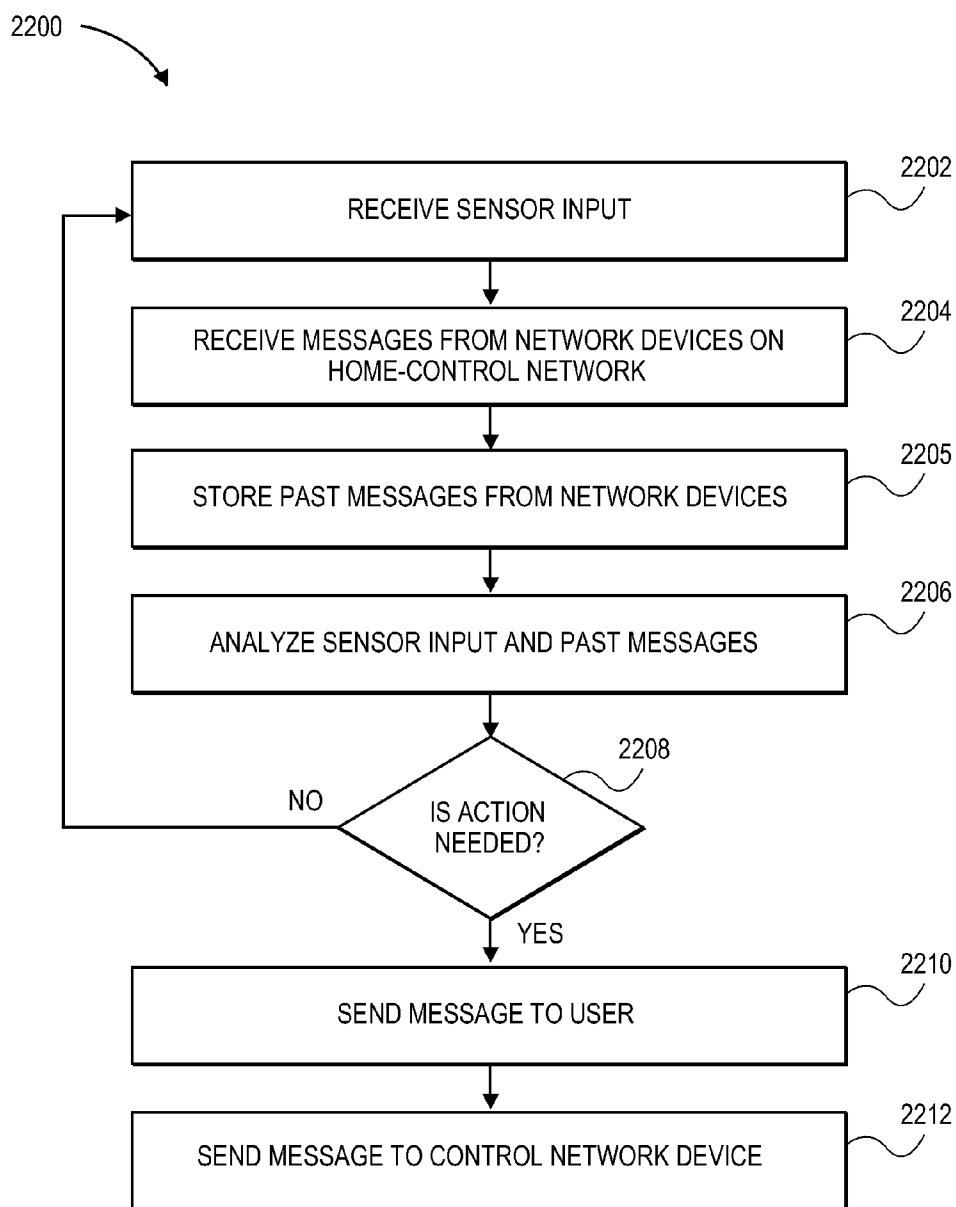 2200
RECEIVE SENSOR INPUT
2202
RECEIVE MESSAGES FROM NETWORK DEVICES ON
HOME-CONTROL NETWORK
2204
STORE PAST MESSAGES FROM NETWORK DEVICES
2205
ANALYZE SENSOR INPUT AND PAST MESSAGES
2206
IS ACTION
NEEDED?
2208
NO
YES
SEND MESSAGE TO USER
2210
SEND MESSAGE TO CONTROL NETWORK DEVICE
2212